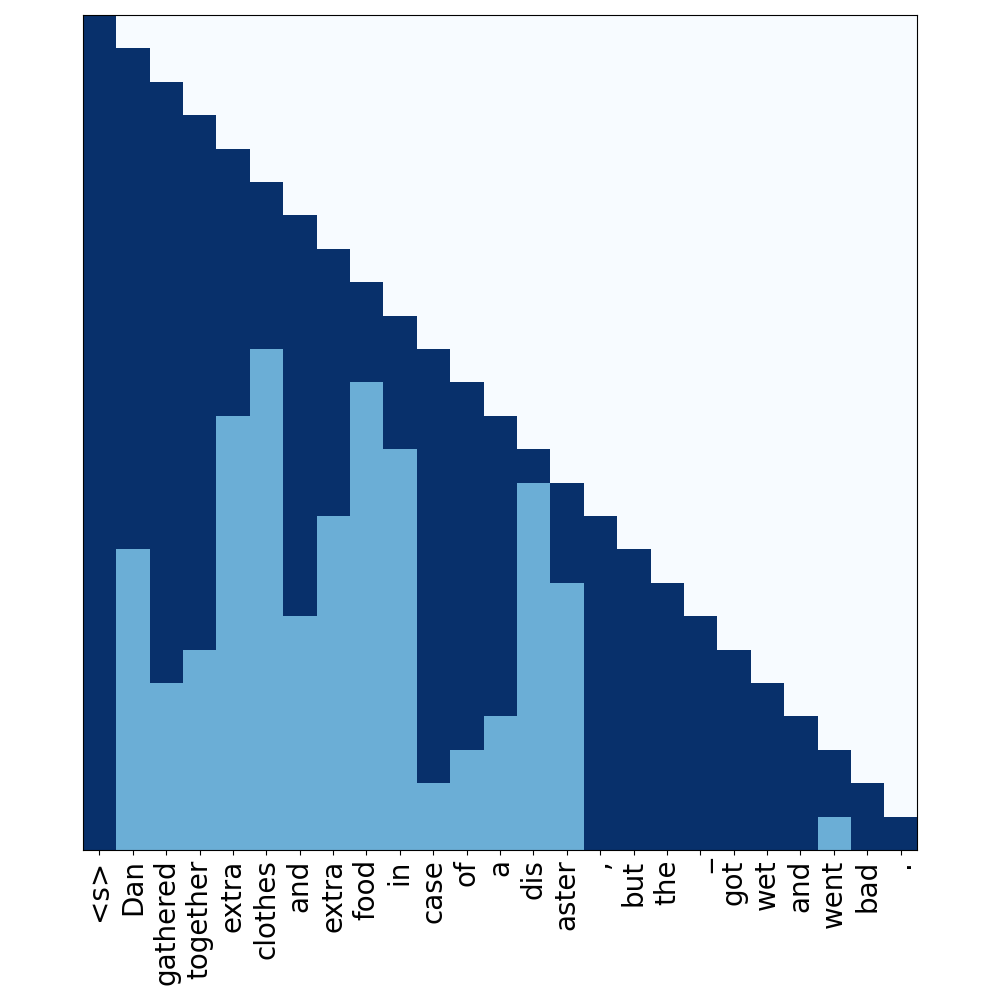 <s>
Dan
gathered
together
extra
clothes
and
extra
food
in
case
of
a
dis
aster
,
but
the
_
got
wet
and
went
bad
.